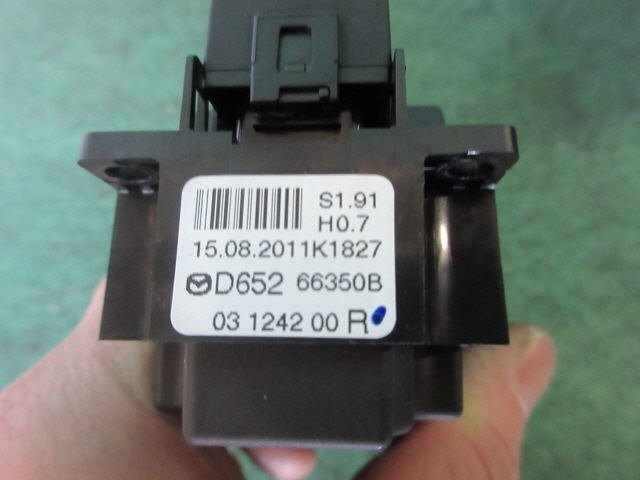 S1.91
H0.7
15.08.2011K1827
D652 66350B
03 1242 00 R